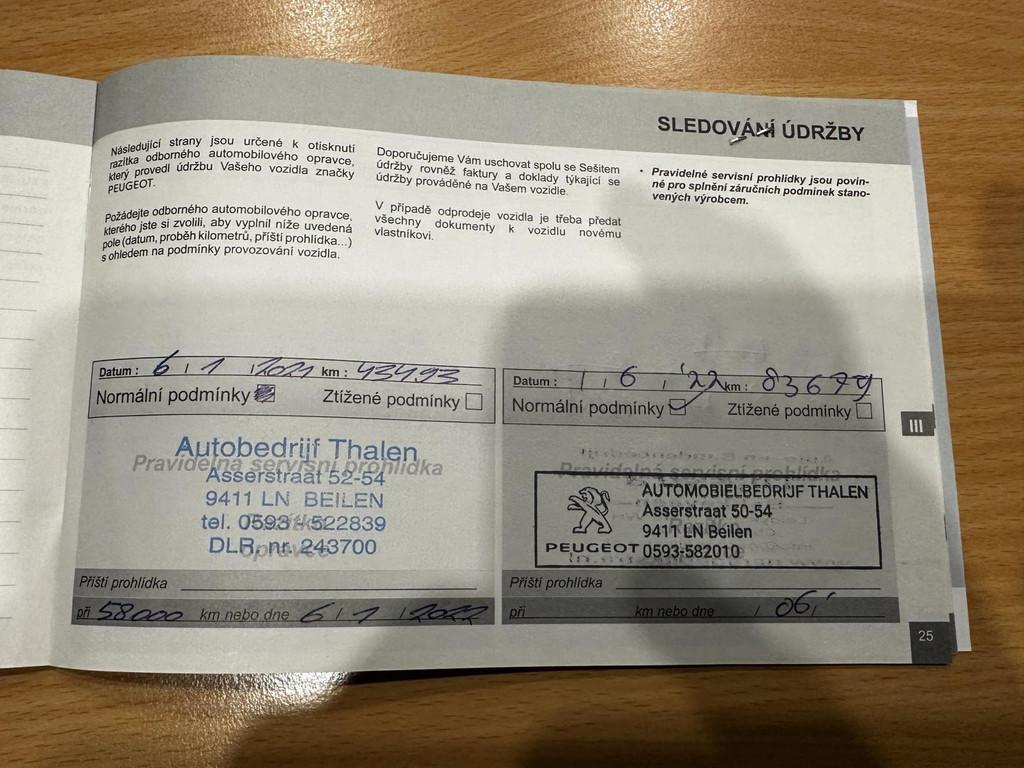 SLEDOVÁNÍ ÚDRŽBY
Následující strany jsou určené k otisknutí
razítka odborného automobilového opravce,
který provedl údržbu Vašeho vozidla značky
PEUGEOT.
Požádejte odborného automobilového opravce,
kterého jste si zvolili, aby vyplnil níže uvedená
pole (datum, proběh kilometrů, příští prohlídka...)
s ohledem na podmínky provozování vozidla.
Doporučujeme Vám uschovat spolu se Sešitem
údržby rovněž faktury a doklady týkající se
údržby prováděné na Vašem vozidle.
V případě odprodeje vozidla je třeba předat
všechny dokumenty k vozidlu novému
vlastníkovi.
• Pravidelné servisní prohlídky jsou povin-
né pro splnění záručních podmínek stano-
vených výrobcem.
Datum : 6 / 1 / 2021 km : 43493
Normální podmínky Ztížené podmínky
Autobedrijf Thalen
Pravidelná servisní prohlídka
Asserstraat 52-54
9411 LN BEILEN
tel. 0593 - 522839
DLR. nr. 243700
opravce
Příští prohlídka
při 58000 km nebo dne 6 / 1 / 2022
Datum : 1 / 6 / '22 km : 83679
Normální podmínky Ztížené podmínky
Pravidelná servisní prohlídka
AUTOMOBIELBEDRIJF THALEN
Asserstraat 50-54
9411 LN Beilen
PEUGEOT 0593-582010
Příští prohlídka
při km nebo dne / 06 /
III
25